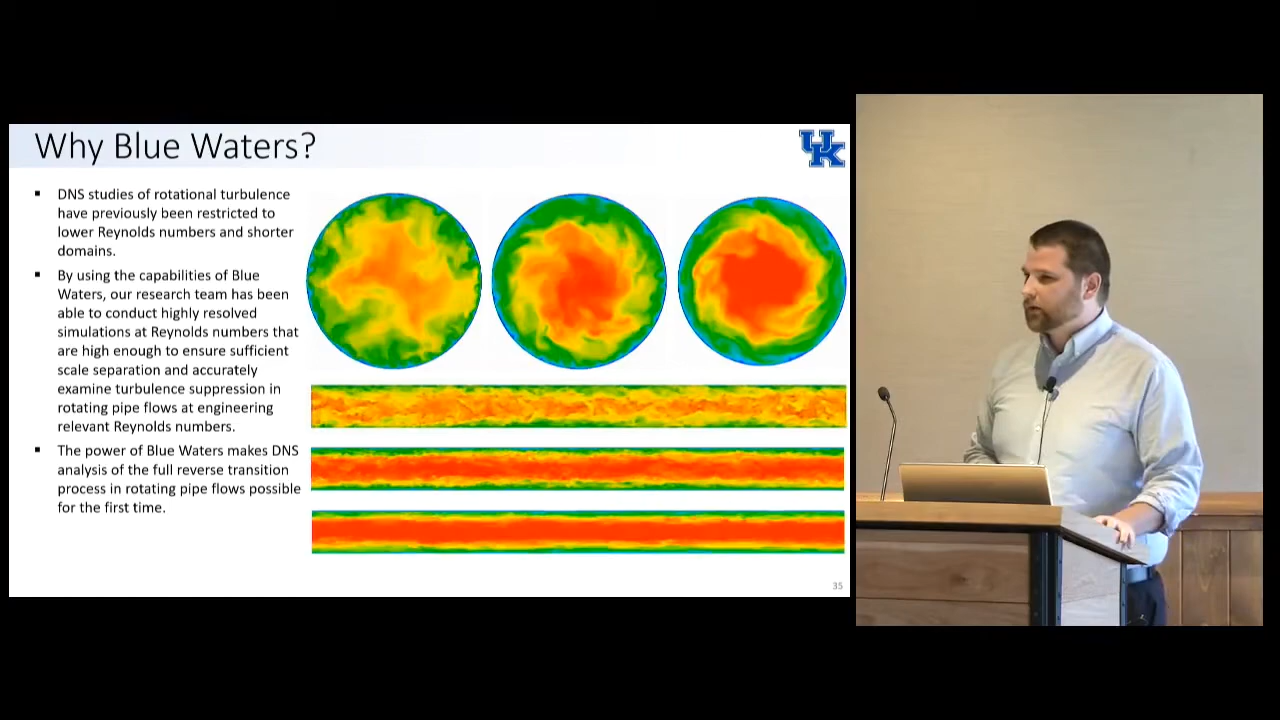 Why Blue Waters?
UK
▪ DNS studies of rotational turbulence
have previously been restricted to
lower Reynolds numbers and shorter
domains.
▪ By using the capabilities of Blue
Waters, our research team has been
able to conduct highly resolved
simulations at Reynolds numbers that
are high enough to ensure sufficient
scale separation and accurately
examine turbulence suppression in
rotating pipe flows at engineering
relevant Reynolds numbers.
▪ The power of Blue Waters makes DNS
analysis of the full reverse transition
process in rotating pipe flows possible
for the first time.
35